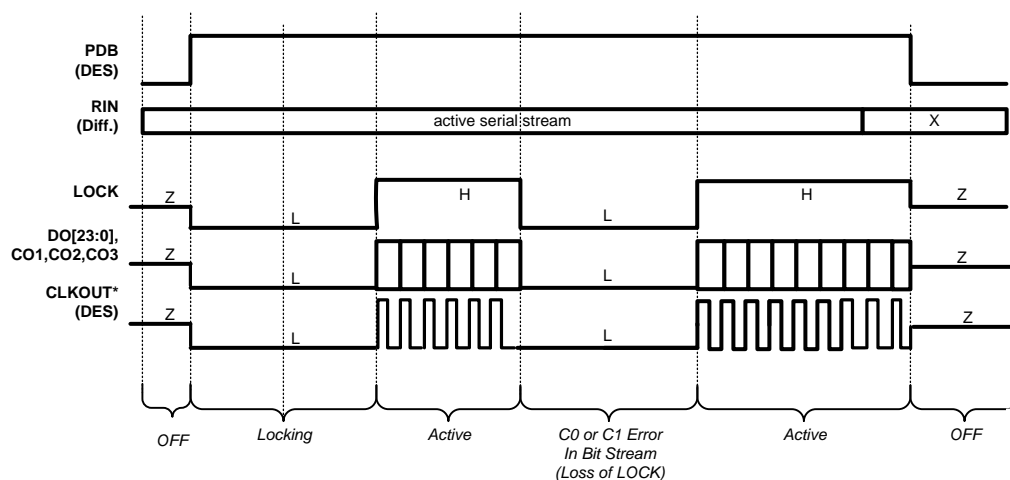 PDB
(DES)
RIN
(Diff.)
active serial stream
X
LOCK
Z
L
H
L
H
Z
DO[23:0],
CO1,CO2,CO3
Z
L
L
Z
CLKOUT*
(DES)
Z
L
L
Z
OFF
Locking
Active
C0 or C1 Error
In Bit Stream
(Loss of LOCK)
Active
OFF